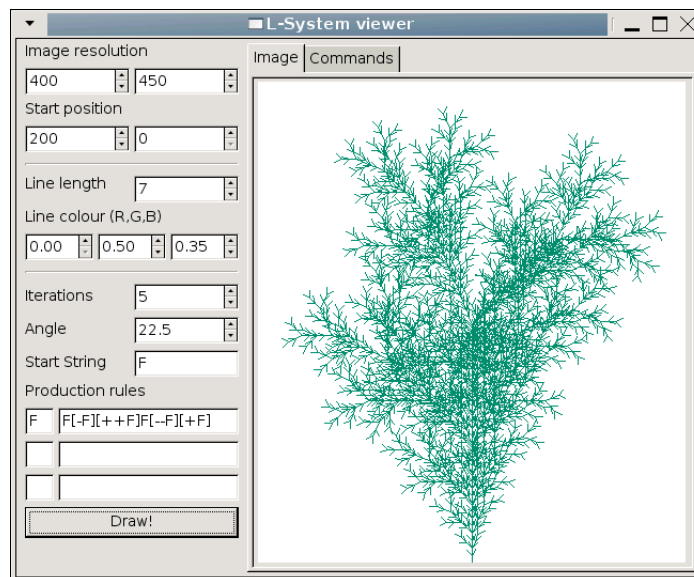 L-System viewer
Image resolution
400 450
Start position
200 0
Line length 7
Line colour (R,G,B)
0.00 0.50 0.35
Iterations 5
Angle 22.5
Start String F
Production rules
F F[-F][++F]F[--F][+F]
Draw!
Image Commands